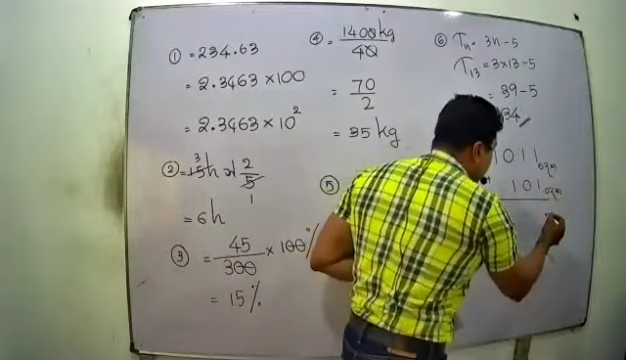 ① = 234.63
= 2.3463 × 100
= 2.3463 × 10²
② = 15h න් 2/5
3
1
= 6h
③ = 45/300 × 100%
= 15%
④ = 1400kg/40
= 70/2
= 35 kg
⑤
⑥ Tn = 3n - 5
T13 = 3×13-5
= 39 - 5
34
1011 දෙක
101 දෙක